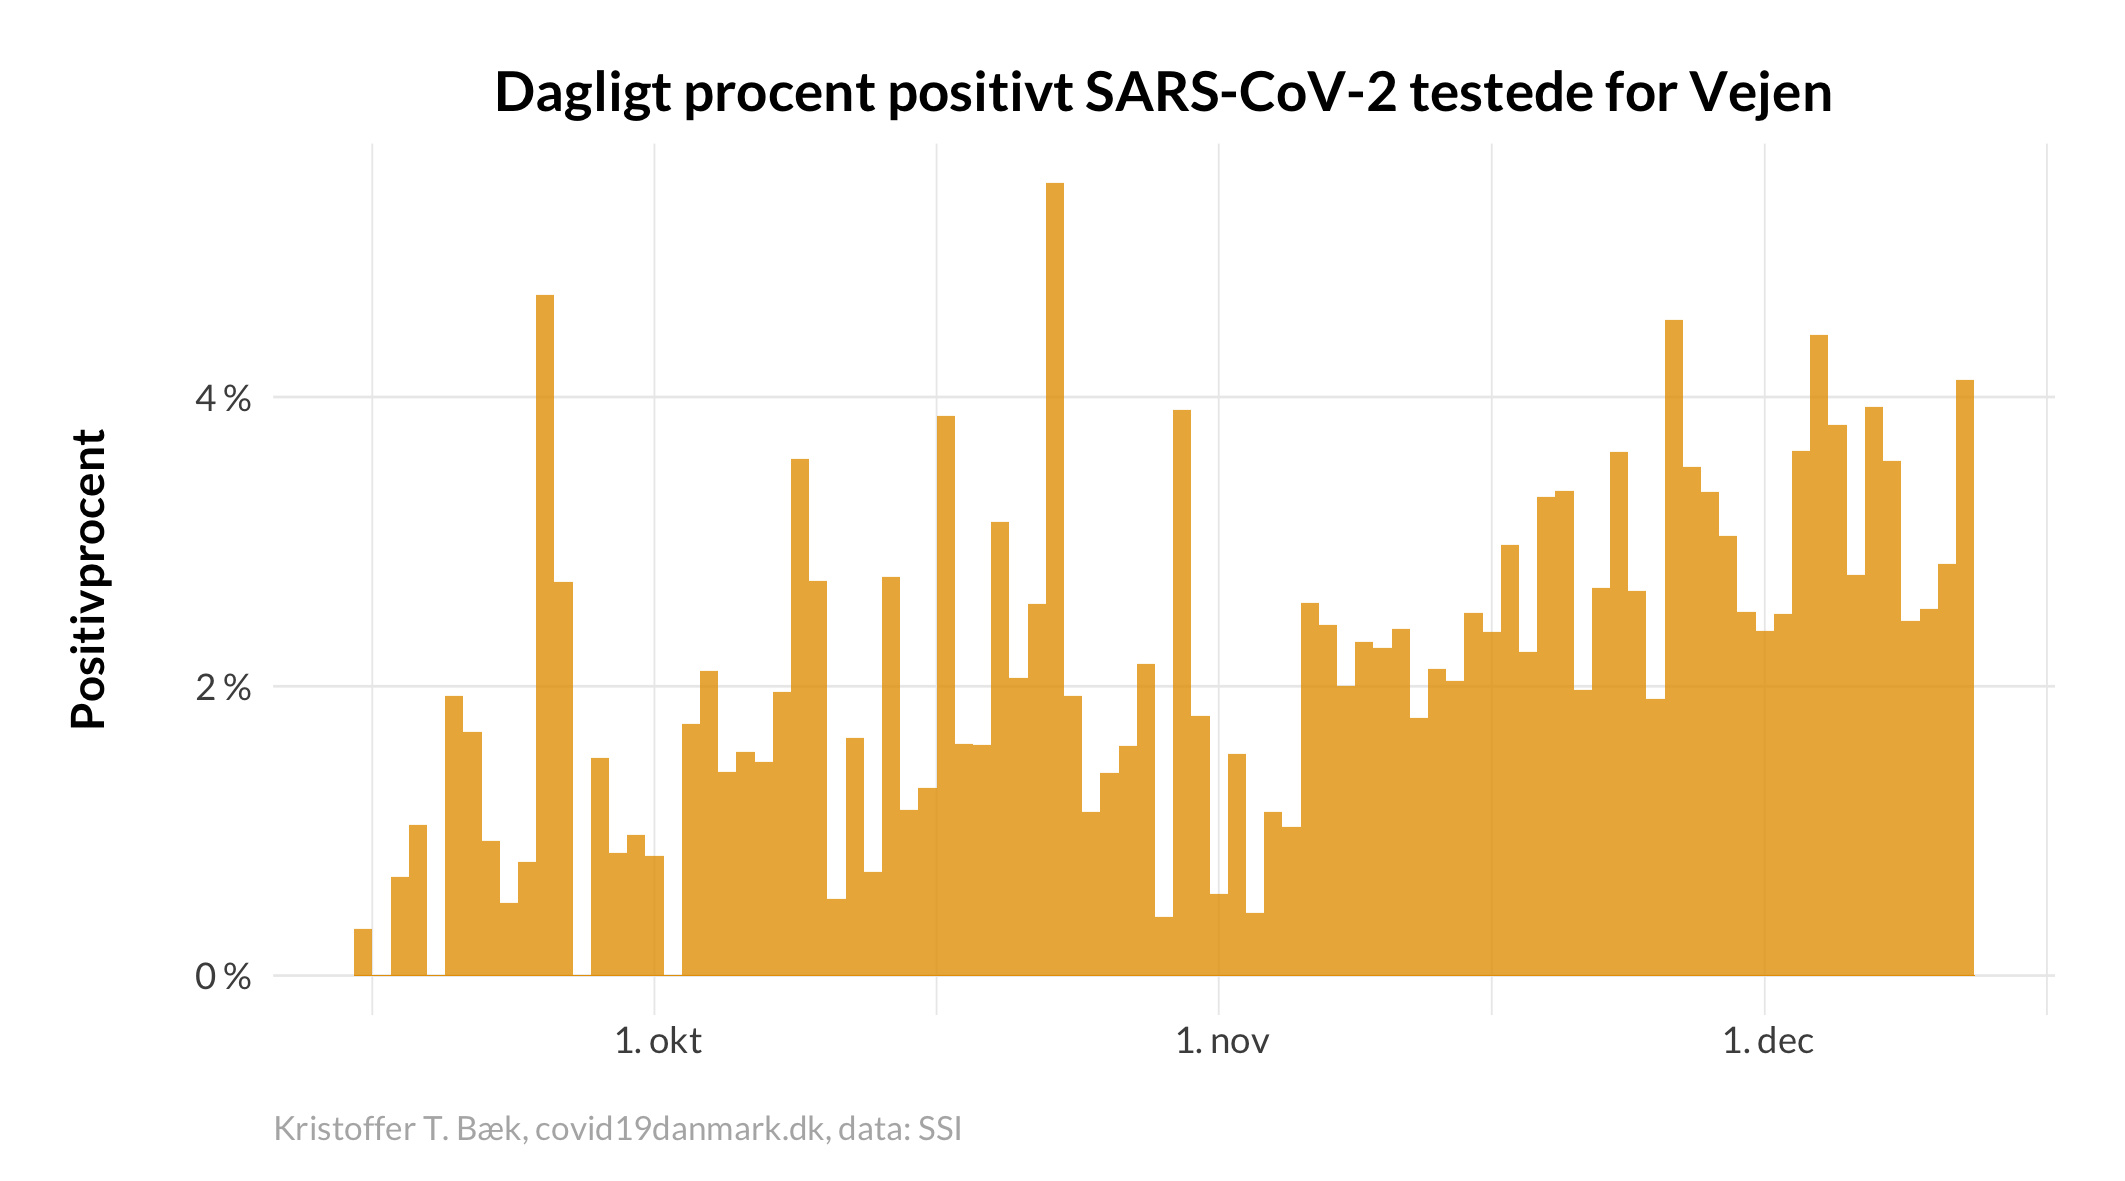 Dagligt procent positivt SARS-CoV-2 testede for Vejen
Positivprocent
4 %
2 %
0 %
1. okt
1. nov
1. dec
Kristoffer T. Bæk, covid19danmark.dk, data: SSI